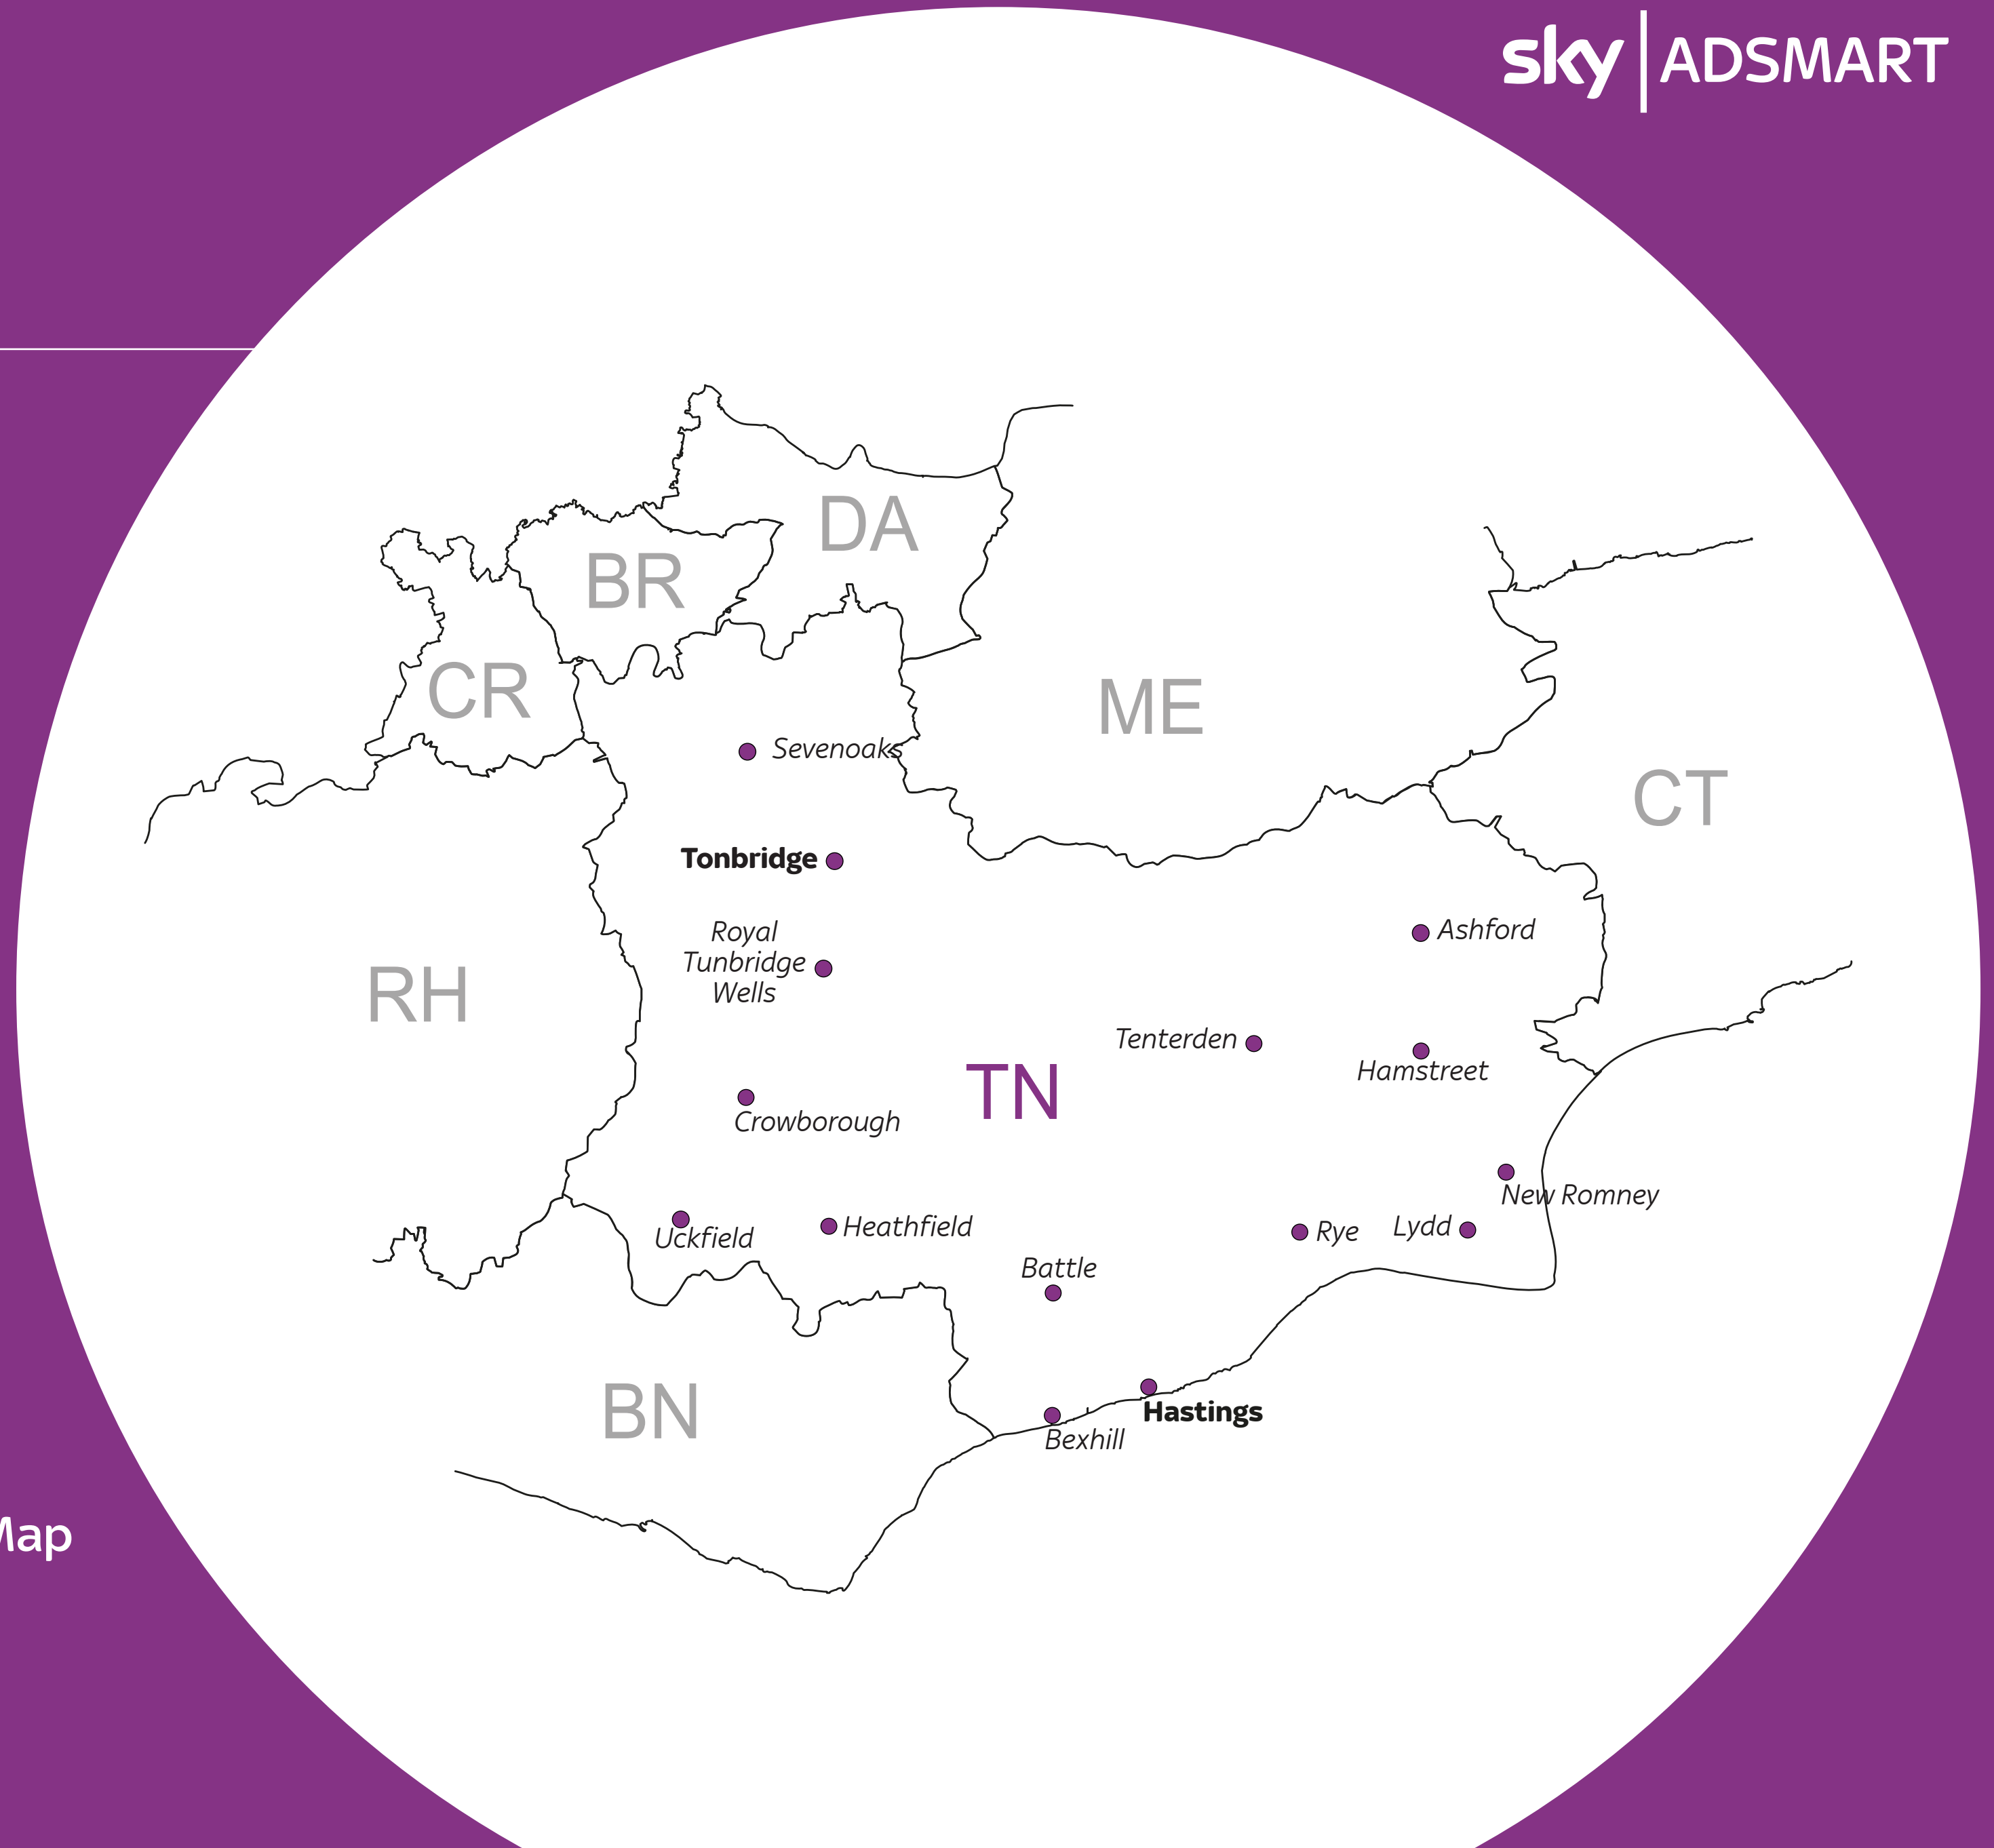 sky | ADSMART
DA
BR
CR
ME
Sevenoaks
CT
Tonbridge
Ashford
Royal
Tunbridge
Wells
RH
Tenterden
Hamstreet
TN
Crowborough
New Romney
Uckfield
Heathfield
Rye
Lydd
Battle
BN
Hastings
Bexhill